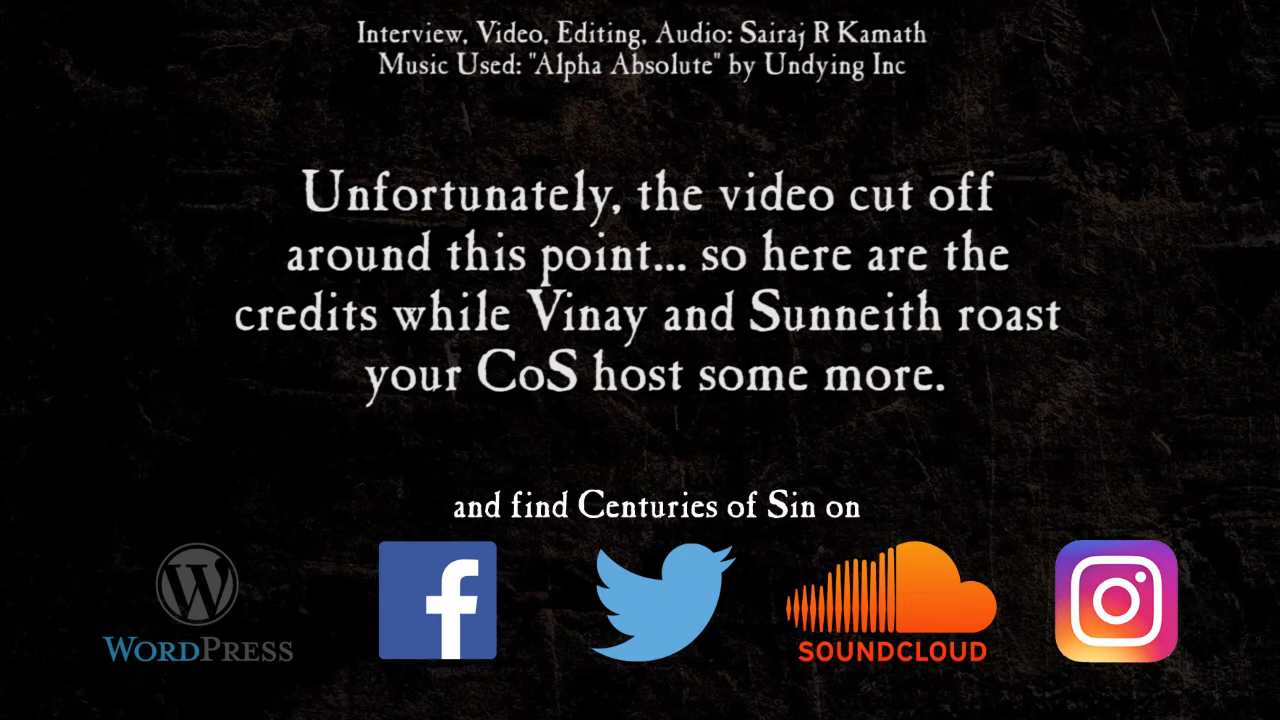 Interview, Video, Editing, Audio: Sairaj R Kamath
Music Used: "Alpha Absolute" by Undying Inc
Unfortunately, the video cut off
around this point... so here are the
credits while Vinay and Sunneith roast
your CoS host some more.
and find Centuries of Sin on
WORDPRESS
SOUNDCLOUD